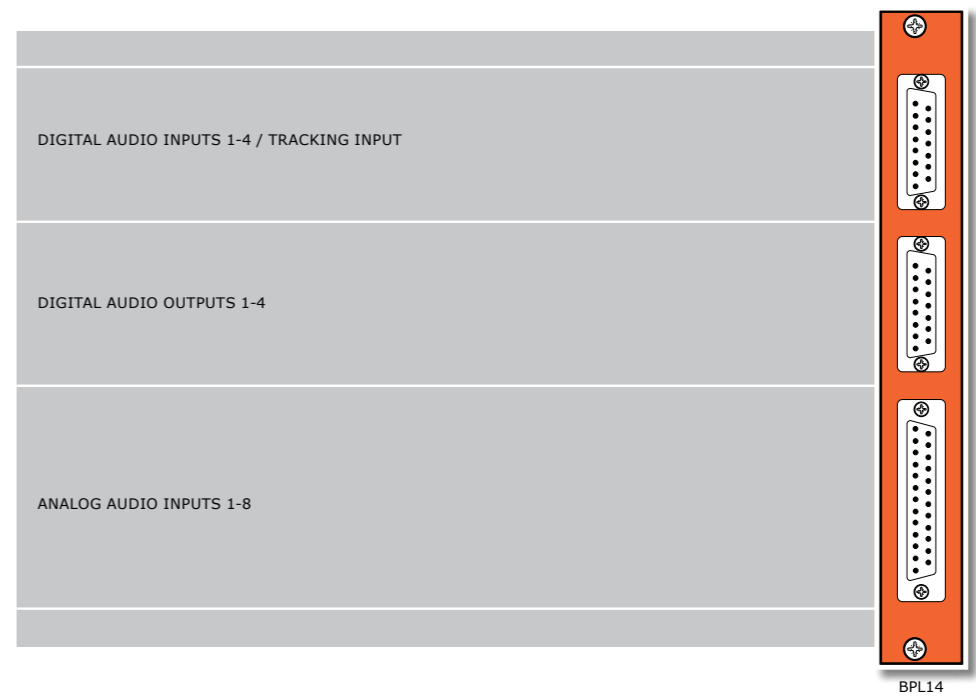 DIGITAL AUDIO INPUTS 1-4 / TRACKING INPUT
DIGITAL AUDIO OUTPUTS 1-4
ANALOG AUDIO INPUTS 1-8
BPL14